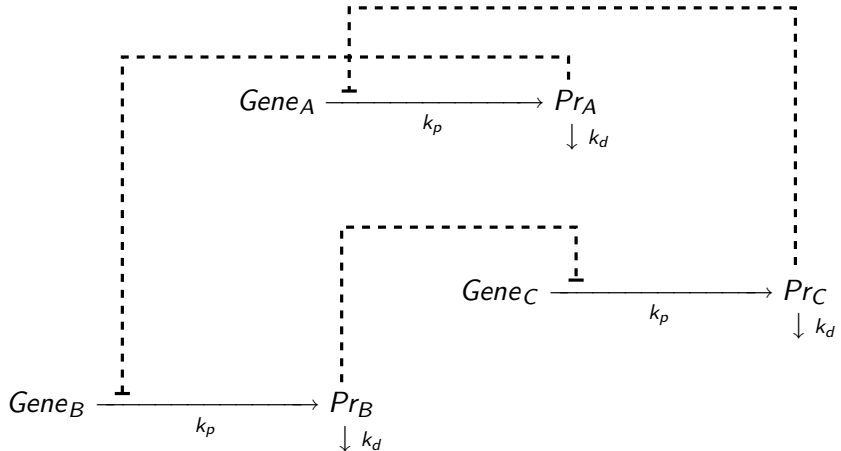 Gene_A Pr_A
k_p
k_d
Gene_C Pr_C
k_p
k_d
Gene_B Pr_B
k_p
k_d